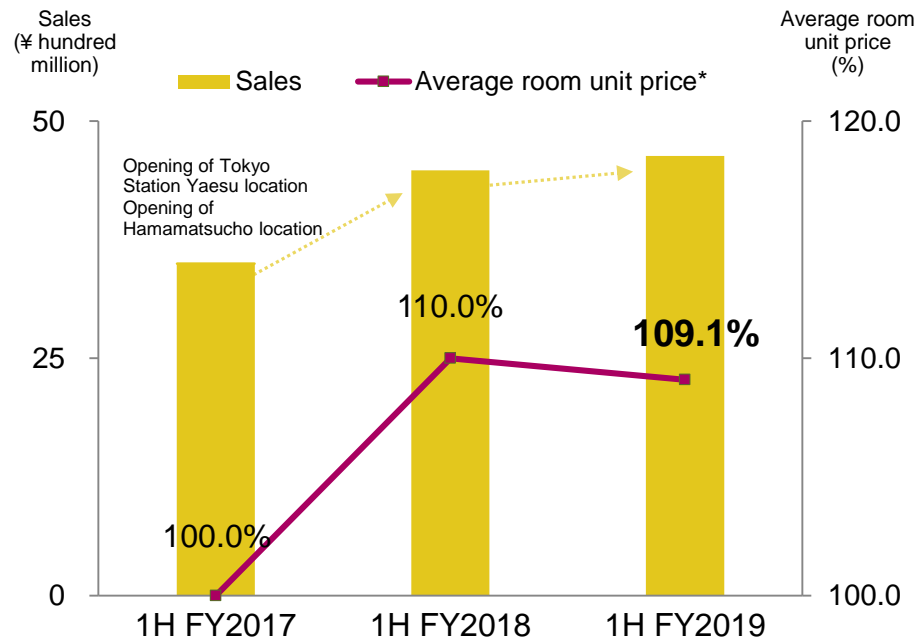 Sales
(¥ hundred
million)
Average room
unit price
(%)
Sales
Average room unit price*
50
120.0
Opening of Tokyo
Station Yaesu location
Opening of
Hamamatsucho location
110.0%
109.1%
25
110.0
100.0%
0
100.0
1H FY2017
1H FY2018
1H FY2019